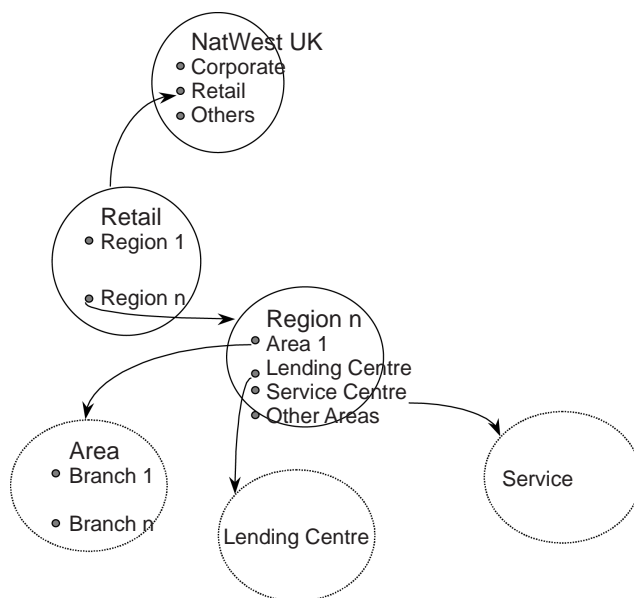 NatWest UK
Corporate
Retail
Others
Retail
Region 1
Region n
Region n
Area 1
Lending Centre
Service Centre
Other Areas
Area
Branch 1
Branch n
Lending Centre
Service